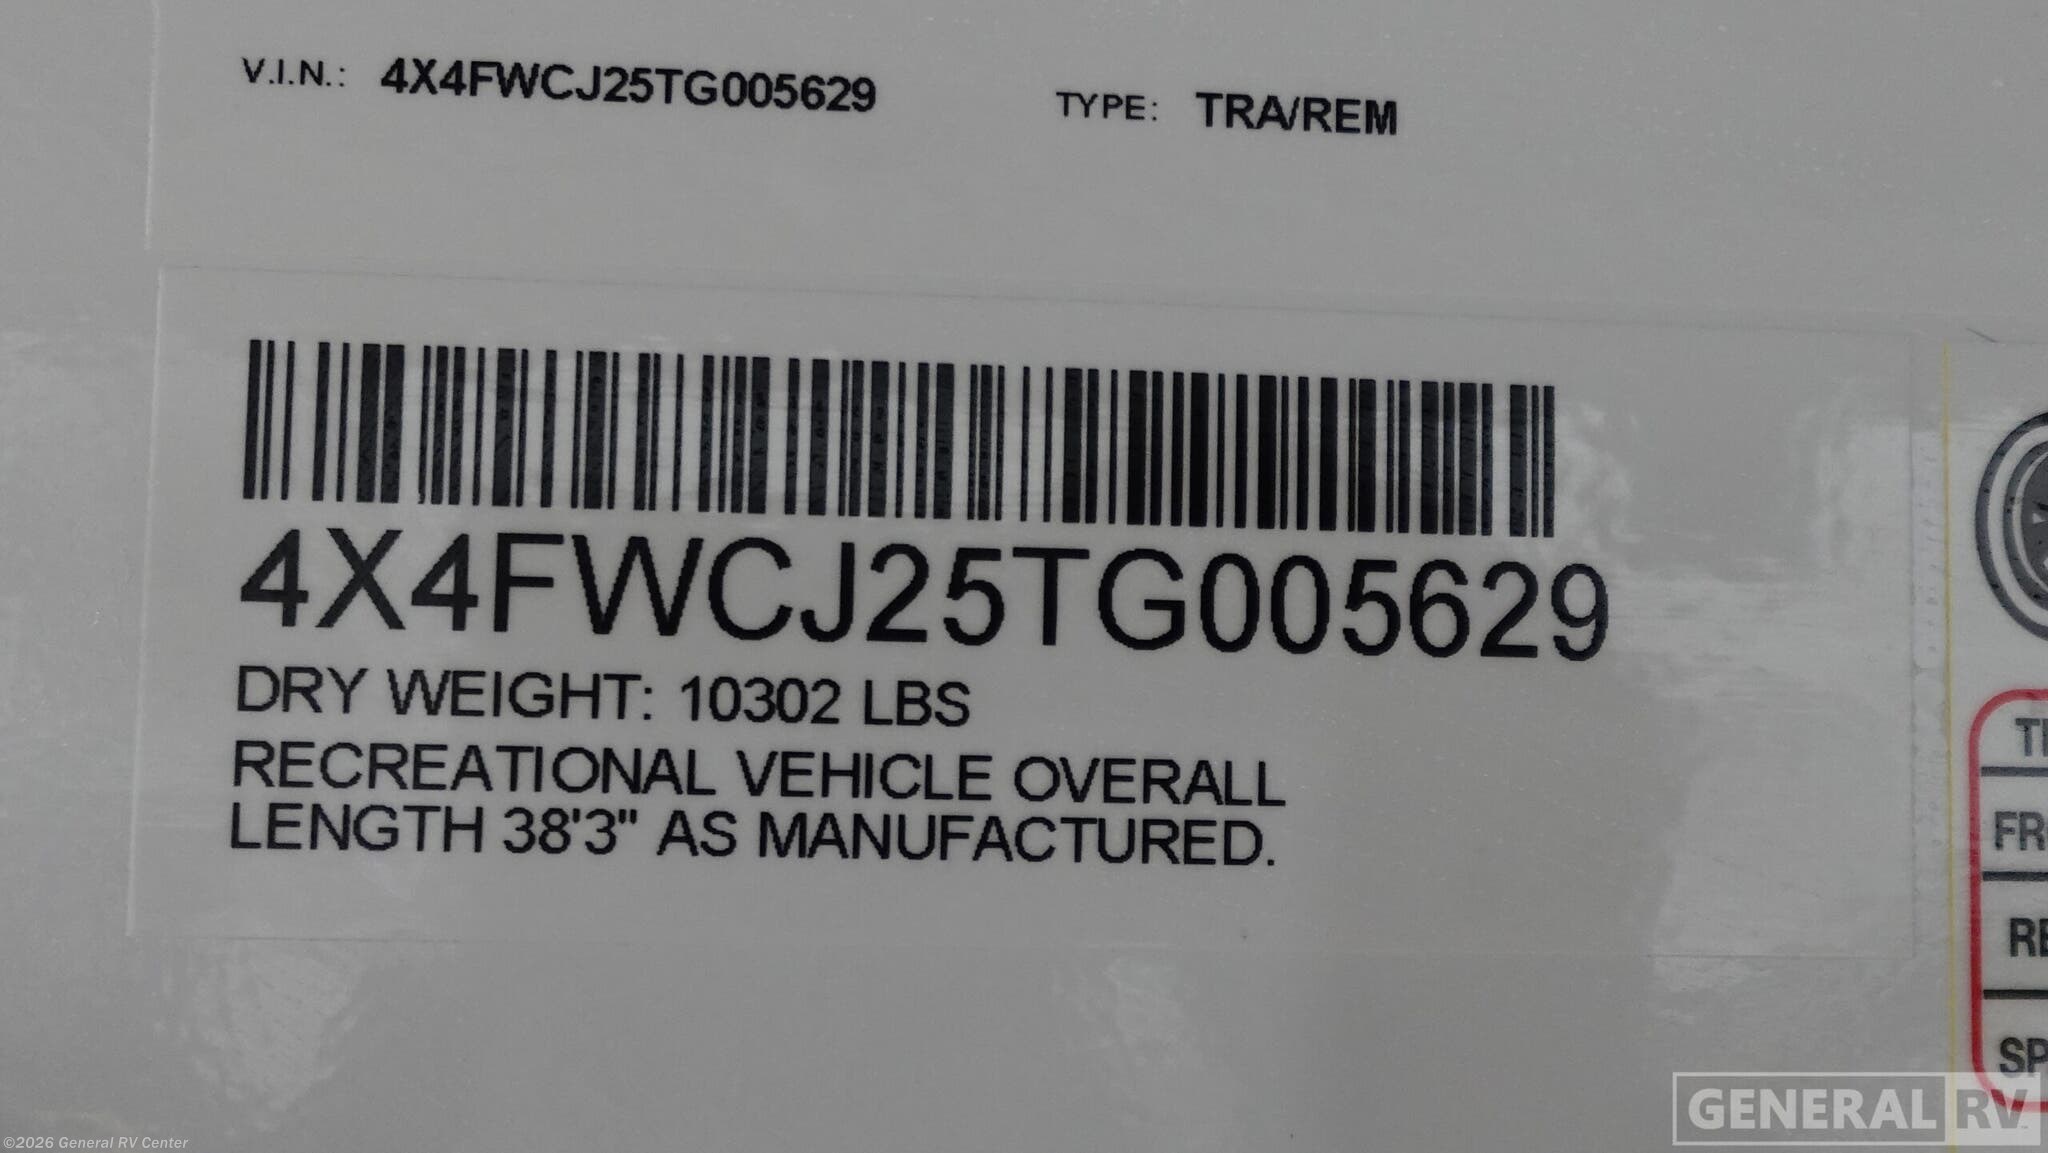 V.I.N.: 4X4FWCJ25TG005629 TYPE: TRA/REM
4X4FWCJ25TG005629
DRY WEIGHT: 10302 LBS
RECREATIONAL VEHICLE OVERALL
LENGTH 38'3" AS MANUFACTURED.
GENERAL RV
©2026 General RV Center